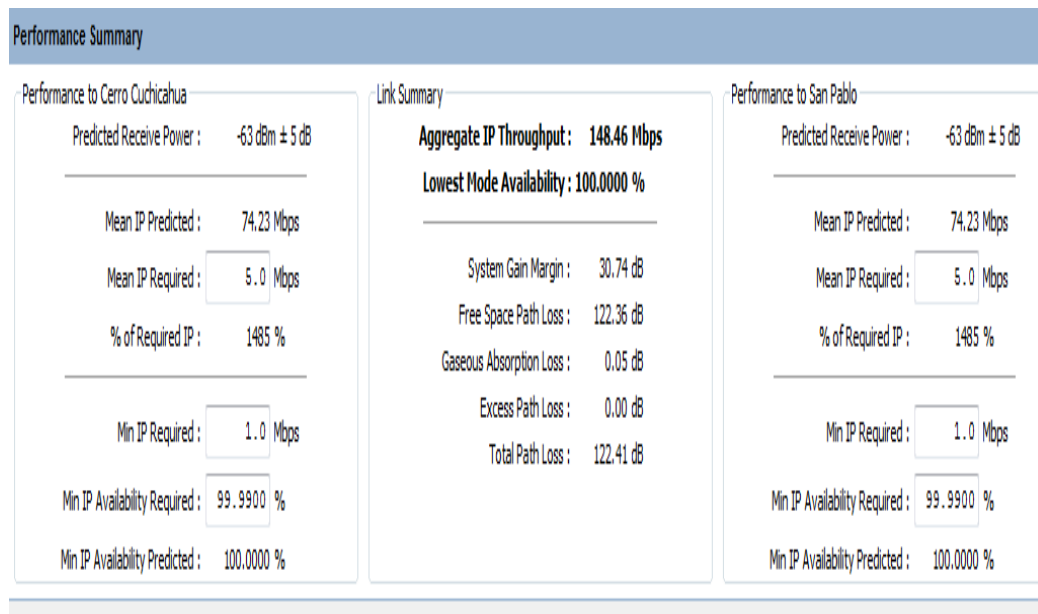 Performance Summary
Performance to Cerro Cuchicahua
Predicted Receive Power : -63 dBm ± 5 dB
Mean IP Predicted : 74.23 Mbps
Mean IP Required : 5.0 Mbps
% of Required IP : 1485 %
Min IP Required : 1.0 Mbps
Min IP Availability Required : 99.9900 %
Min IP Availability Predicted : 100.0000 %
Link Summary
Aggregate IP Throughput : 148.46 Mbps
Lowest Mode Availability : 100.0000 %
System Gain Margin : 30.74 dB
Free Space Path Loss : 122.36 dB
Gaseous Absorption Loss : 0.05 dB
Excess Path Loss : 0.00 dB
Total Path Loss : 122.41 dB
Performance to San Pablo
Predicted Receive Power : -63 dBm ± 5 dB
Mean IP Predicted : 74.23 Mbps
Mean IP Required : 5.0 Mbps
% of Required IP : 1485 %
Min IP Required : 1.0 Mbps
Min IP Availability Required : 99.9900 %
Min IP Availability Predicted : 100.0000 %